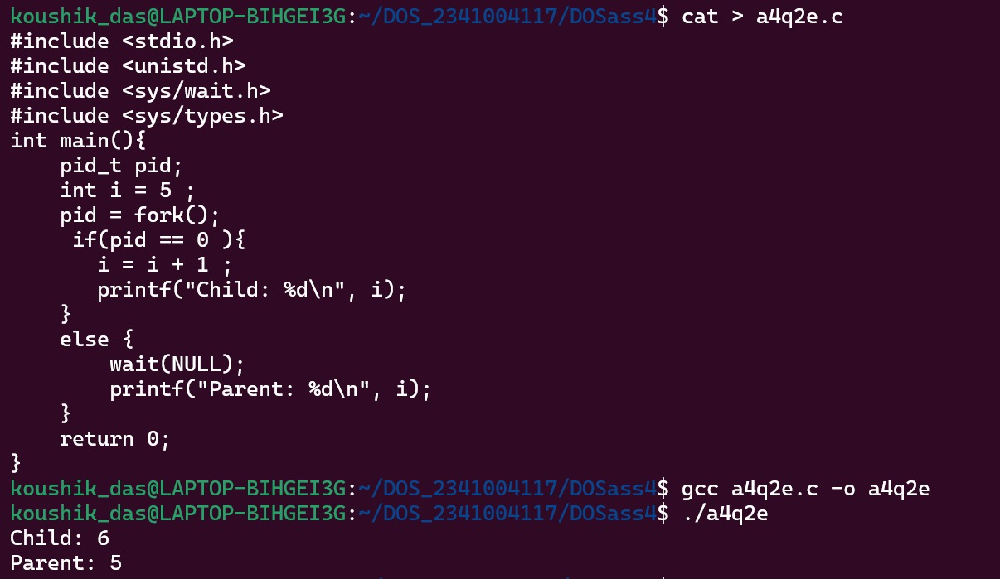 koushik_das@LAPTOP-BIHGEI3G:~/DOS_2341004117/DOSass4$ cat > a4q2e.c
#include <stdio.h>
#include <unistd.h>
#include <sys/wait.h>
#include <sys/types.h>
int main(){
    pid_t pid;
    int i = 5 ;
    pid = fork();
     if(pid == 0 ){
       i = i + 1 ;
       printf("Child: %d\n", i);
    }
    else {
        wait(NULL);
        printf("Parent: %d\n", i);
    }
    return 0;
}
koushik_das@LAPTOP-BIHGEI3G:~/DOS_2341004117/DOSass4$ gcc a4q2e.c -o a4q2e
koushik_das@LAPTOP-BIHGEI3G:~/DOS_2341004117/DOSass4$ ./a4q2e
Child: 6
Parent: 5